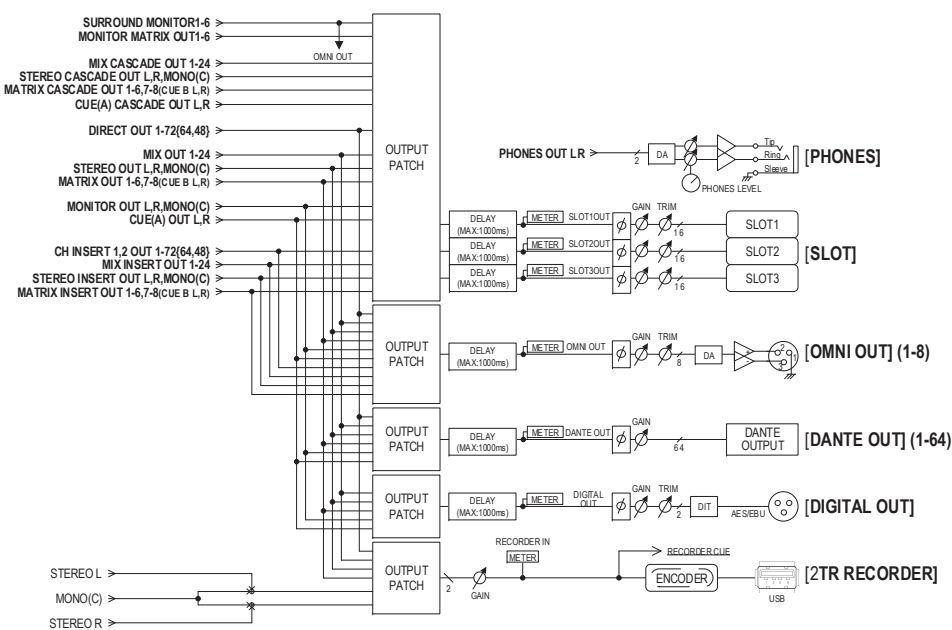 SURROUND MONITOR1-6
MONITOR MATRIX OUT1-6
OMNI OUT
MIX CASCADE OUT 1-24
STEREO CASCADE OUT L,R,MONO(C)
MATRIX CASCADE OUT 1-6,7-8(CUE B L,R)
CUE(A) CASCADE OUT L,R
DIRECT OUT 1-72{64,48}
MIX OUT 1-24
STEREO OUT L,R,MONO(C)
MATRIX OUT 1-6,7-8(CUE B L,R)
MONITOR OUT L,R,MONO(C)
CUE(A) OUT L,R
CH INSERT 1,2 OUT 1-72{64,48}
MIX INSERT OUT 1-24
STEREO INSERT OUT L,R,MONO(C)
MATRIX INSERT OUT 1-6,7-8(CUE B L,R)
OUTPUT
PATCH
PHONES OUT LR
2
DA
PHONES LEVEL
Tip
Ring
Sleeve
[PHONES]
GAIN TRIM
DELAY
(MAX:1000ms)
METER SLOT1OUT
ϕ
16
SLOT1
DELAY
(MAX:1000ms)
METER SLOT2OUT
ϕ
16
SLOT2
[SLOT]
DELAY
(MAX:1000ms)
METER SLOT3OUT
ϕ
16
SLOT3
OUTPUT
PATCH
DELAY
(MAX:1000ms)
METER OMNI OUT
ϕ
GAIN TRIM
8
DA
+
-
2
1
3
[OMNI OUT] (1-8)
OUTPUT
PATCH
DELAY
(MAX:1000ms)
METER DANTE OUT
ϕ
GAIN
64
DANTE
OUTPUT
[DANTE OUT] (1-64)
OUTPUT
PATCH
DELAY
(MAX:1000ms)
METER DIGITAL
OUT
ϕ
GAIN TRIM
2
DIT
AES/EBU
[DIGITAL OUT]
OUTPUT
PATCH
2
GAIN
RECORDER IN
METER
RECORDER CUE
ENCODER
USB
[2TR RECORDER]
STEREO L
MONO(C)
STEREO R